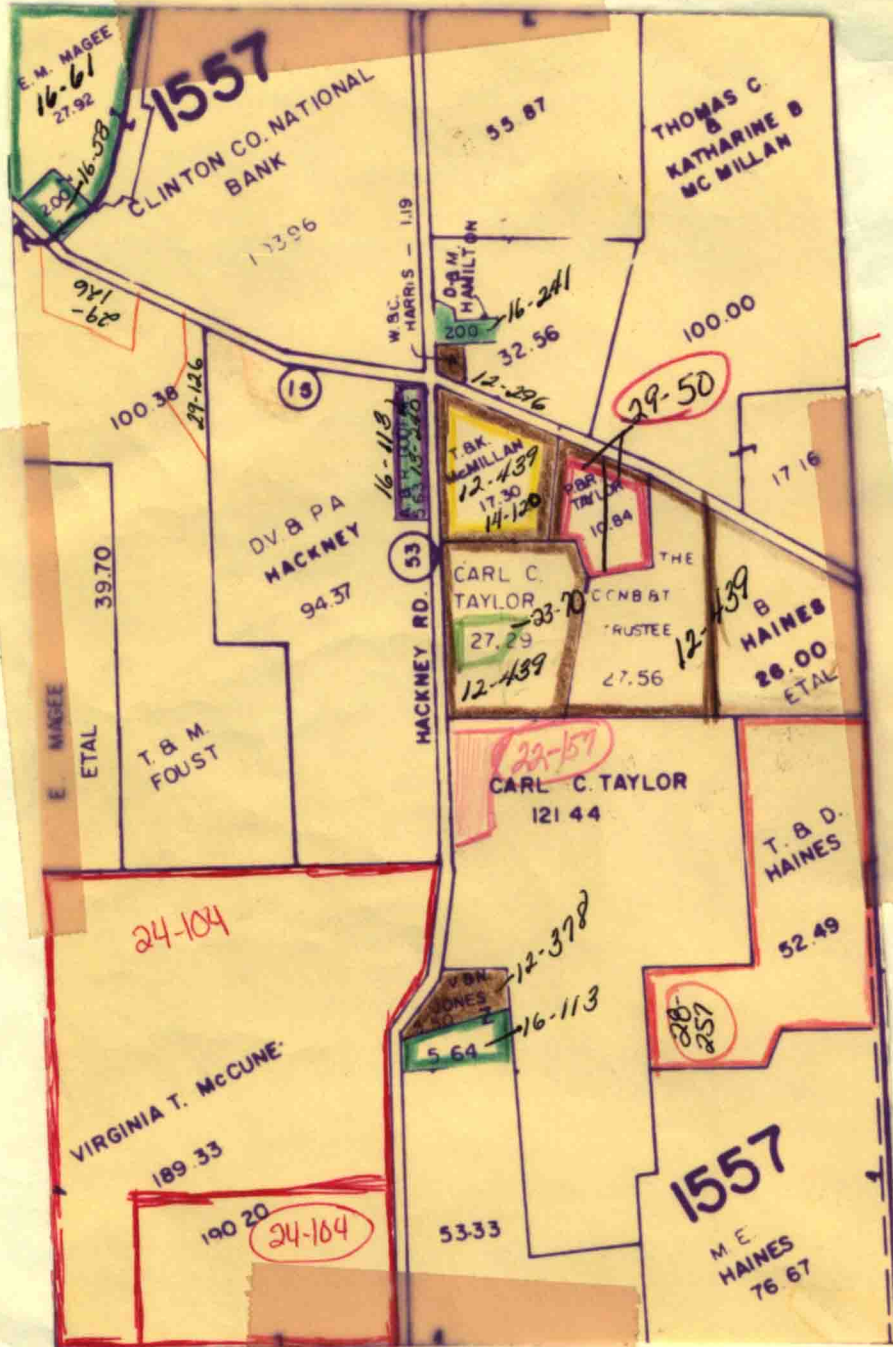 E. M. MAGEE
16-61
27.92
16-58
2.00
1557
CLINTON CO. NATIONAL
BANK
55.87
THOMAS C.
&
KATHARINE B
MC MILLAN
W.&C.
HARRIS - 1.19
D.& M.
HAMILTON
16-241
200
32.56
100.00
29-
126
100.38
29-126
15
12-296
29-50
17 16
16-113
T.&K.
McMILLAN
12-439
17.30
14-120
P&R
TAYLOR
10.84
D.V. & P A
HACKNEY
94.37
53
39.70
HACKNEY RD.
CARL C.
TAYLOR
23-70
27.29
12-439
THE
CCNB&T
TRUSTEE
27.56
12-439
B
HAINES
26.00
ETAL
E. MAGEE
ETAL
T. & M.
FOUST
22-157
CARL C. TAYLOR
121 44
T. & D.
HAINES
52.49
24-104
12-378
V &N
JONES
16-113
5 64
28-
257
VIRGINIA T. McCUNE
189.33
190 20
24-104
53.33
1557
M. E.
HAINES
76.67